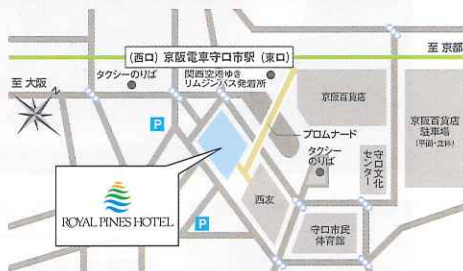 至 京都
(西口) 京阪電車守口市駅 (東口)
至 大阪
タクシーのりば
関西空港ゆき
リムジンバス発着所
京阪百貨店
京阪百貨店
駐車場
(平面・立体)
プロムナード
タクシー
のりば
守口文化
センター
N
P
西友
守口市民
体育館
P
ROYAL PINES HOTEL